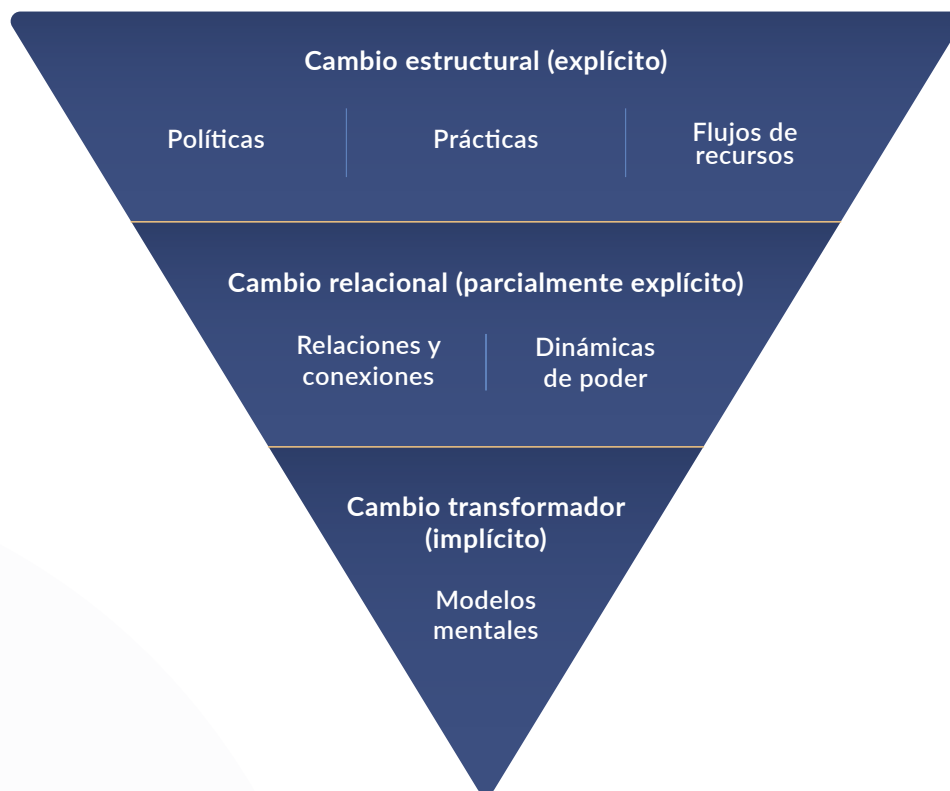 Cambio estructural (explícito)
Políticas
Prácticas
Flujos de
recursos
Cambio relacional (parcialmente explícito)
Relaciones y
conexiones
Dinámicas
de poder
Cambio transformador
(implícito)
Modelos
mentales